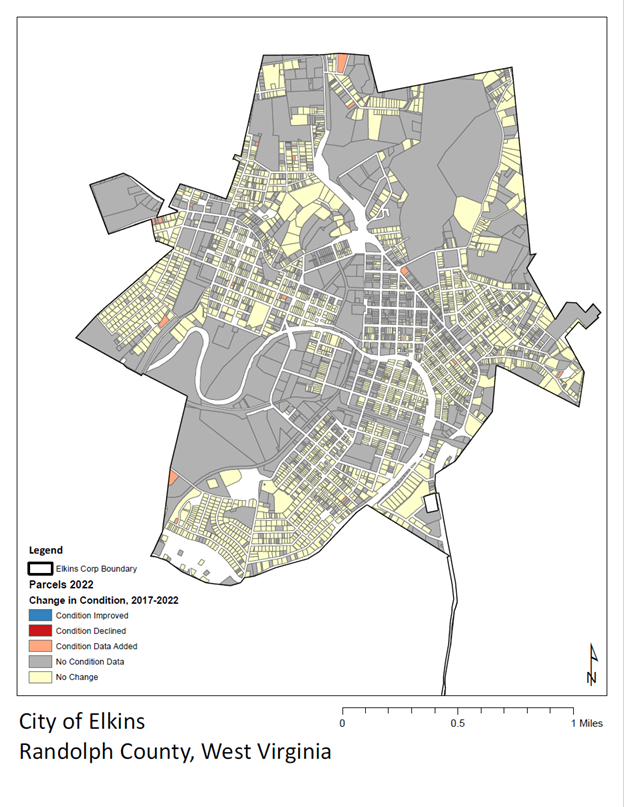 Legend
Elkins Corp Boundary
Parcels 2022
Change in Condition, 2017-2022
Condition Improved
Condition Declined
Condition Data Added
No Condition Data
No Change
N
City of Elkins
Randolph County, West Virginia
0 0.5 1 Miles